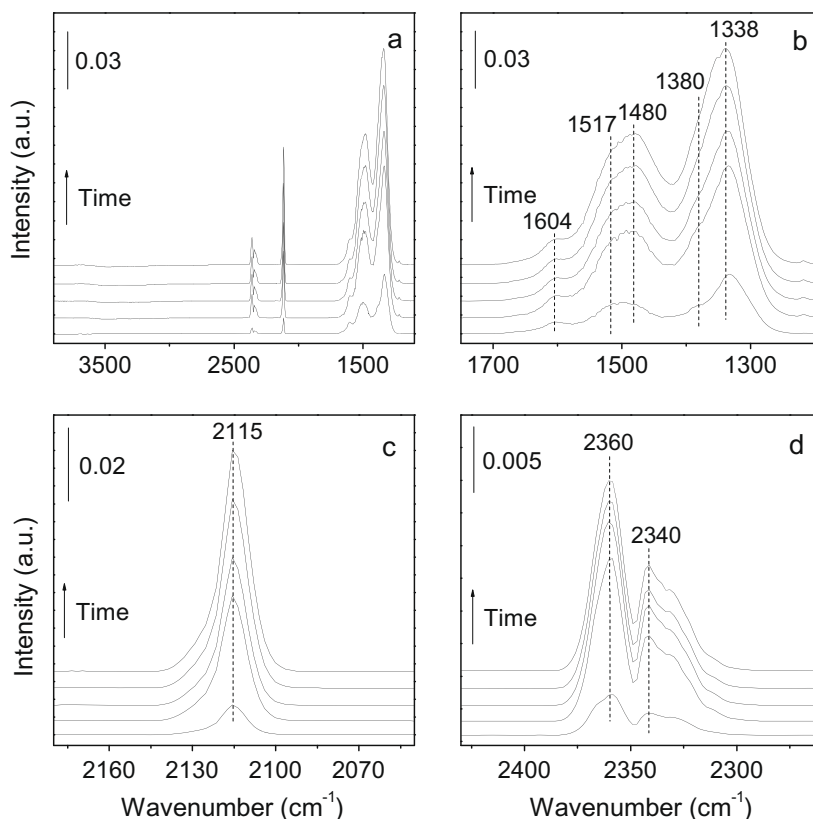 a
0.03
Time
Intensity (a.u.)
3500
2500
1500
b
0.03
1338
1380
1480
1517
1604
Time
1700
1500
1300
c
2115
0.02
Time
Intensity (a.u.)
2160
2130
2100
2070
Wavenumber (cm⁻¹)
d
2360
0.005
2340
Time
2400
2350
2300
Wavenumber (cm⁻¹)